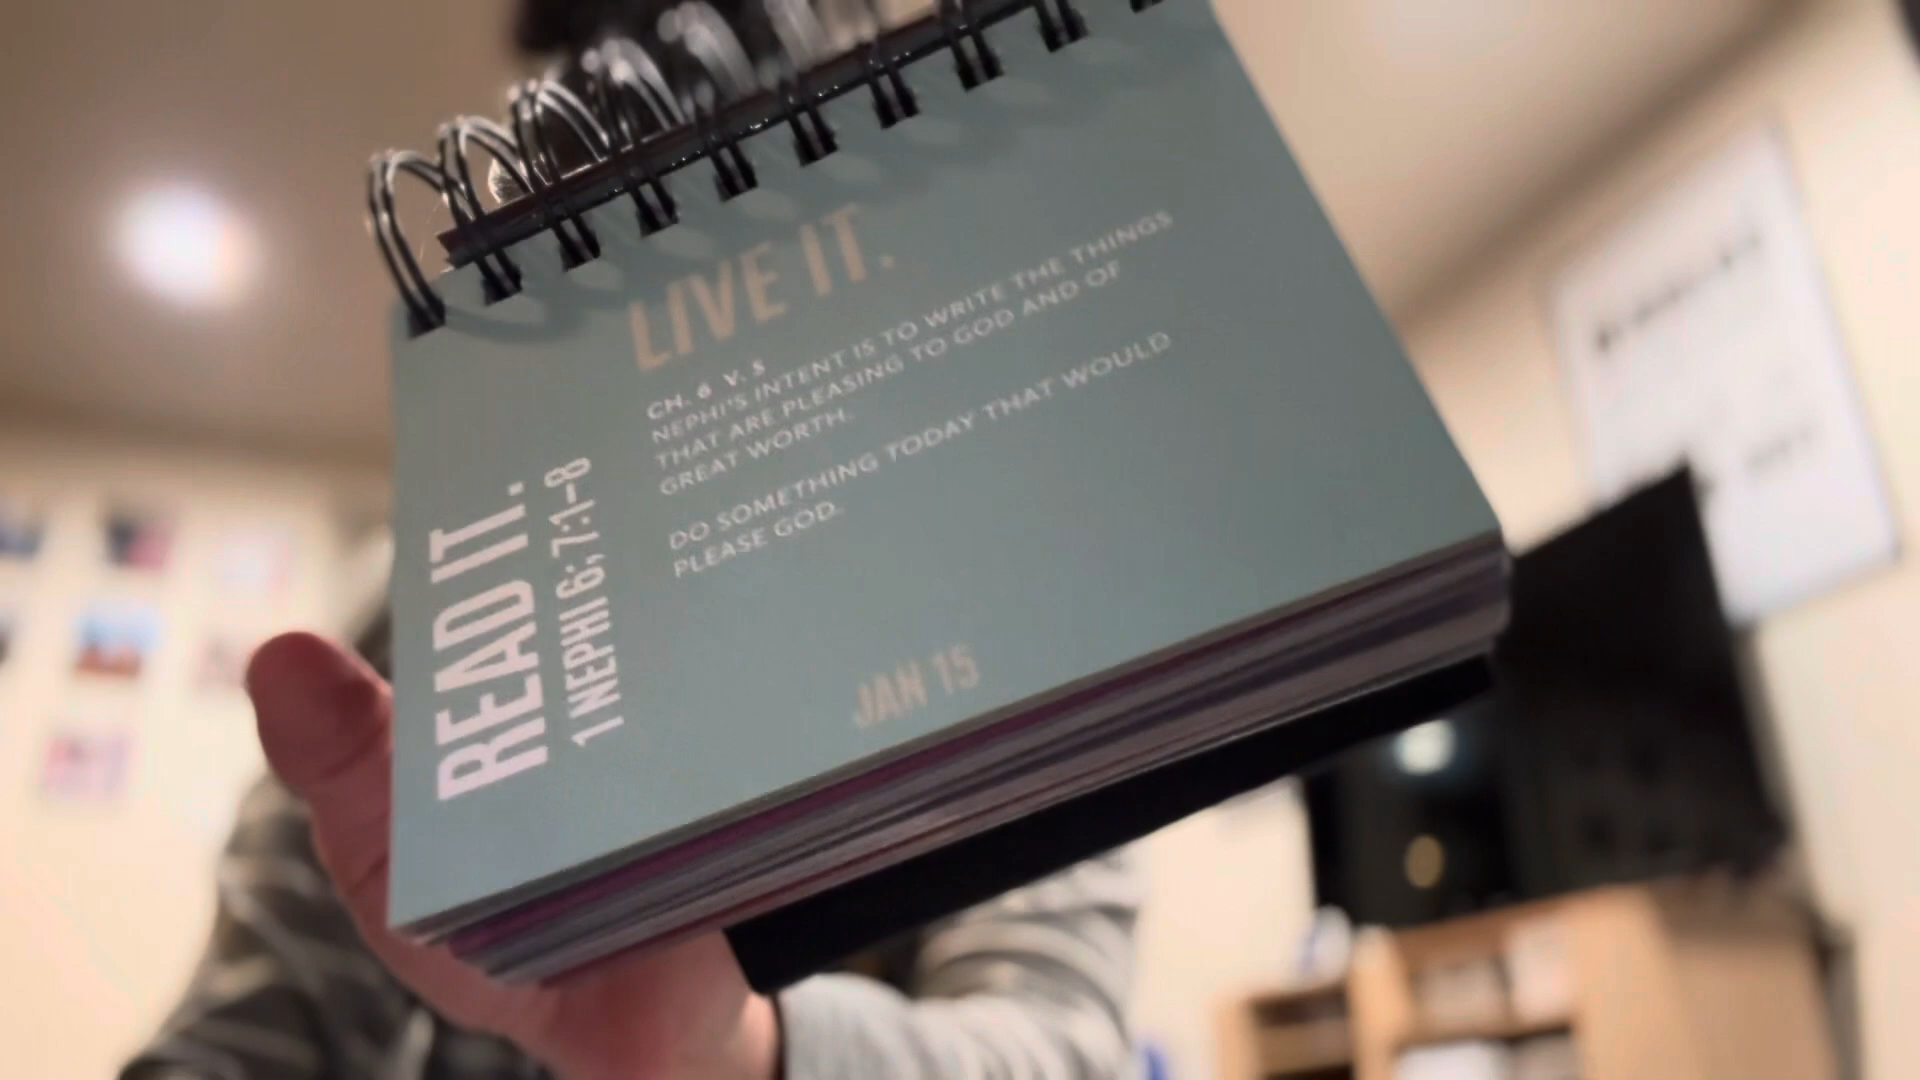 READ IT.
1 NEPHI 6; 7:1–8
LIVE IT.
CH. 6 V. 5
NEPHI'S INTENT IS TO WRITE THE THINGS
THAT ARE PLEASING TO GOD AND OF
GREAT WORTH.
DO SOMETHING TODAY THAT WOULD
PLEASE GOD.
JAN 15